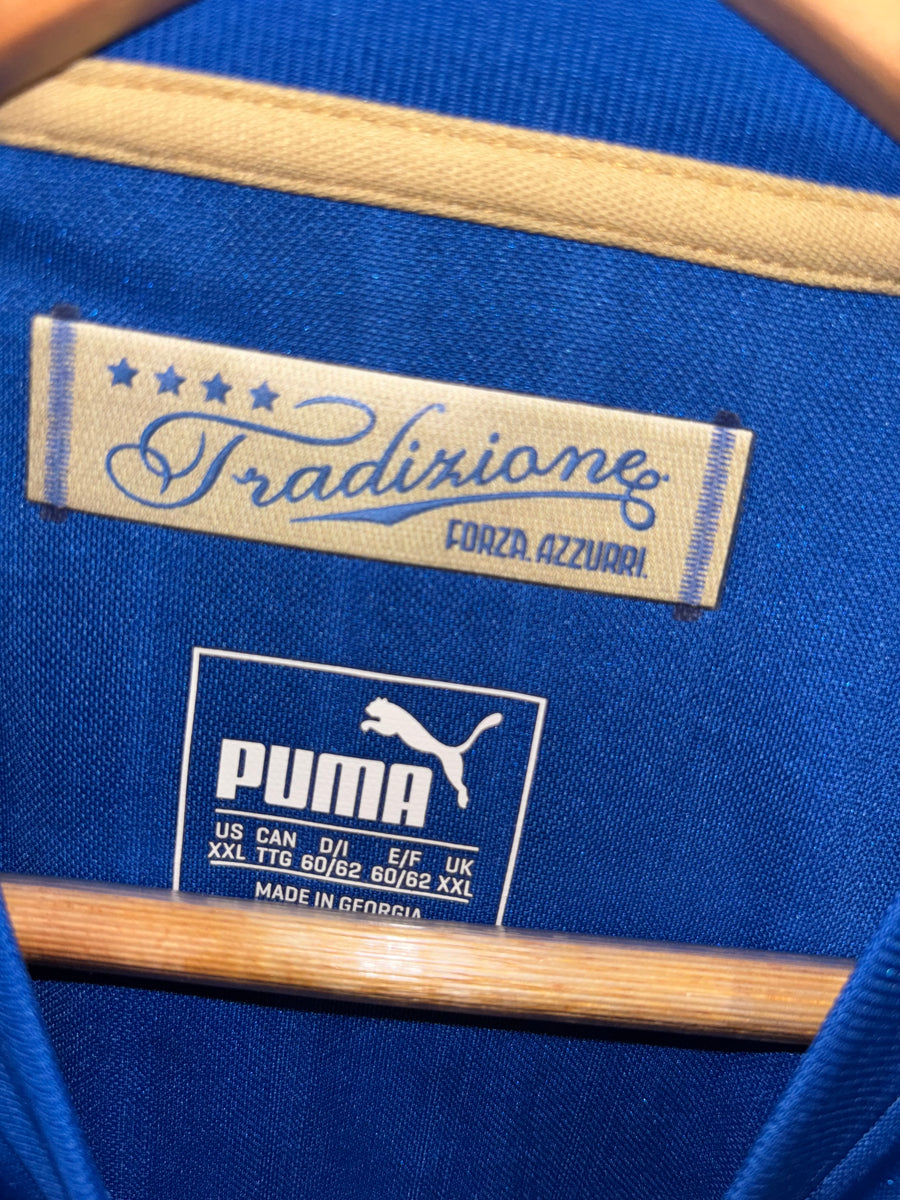 Tradizione
FORZA. AZZURRI.
PUMA
US CAN D/I E/F UK
XXL TTG 60/62 60/62 XXL
MADE IN GEORGIA